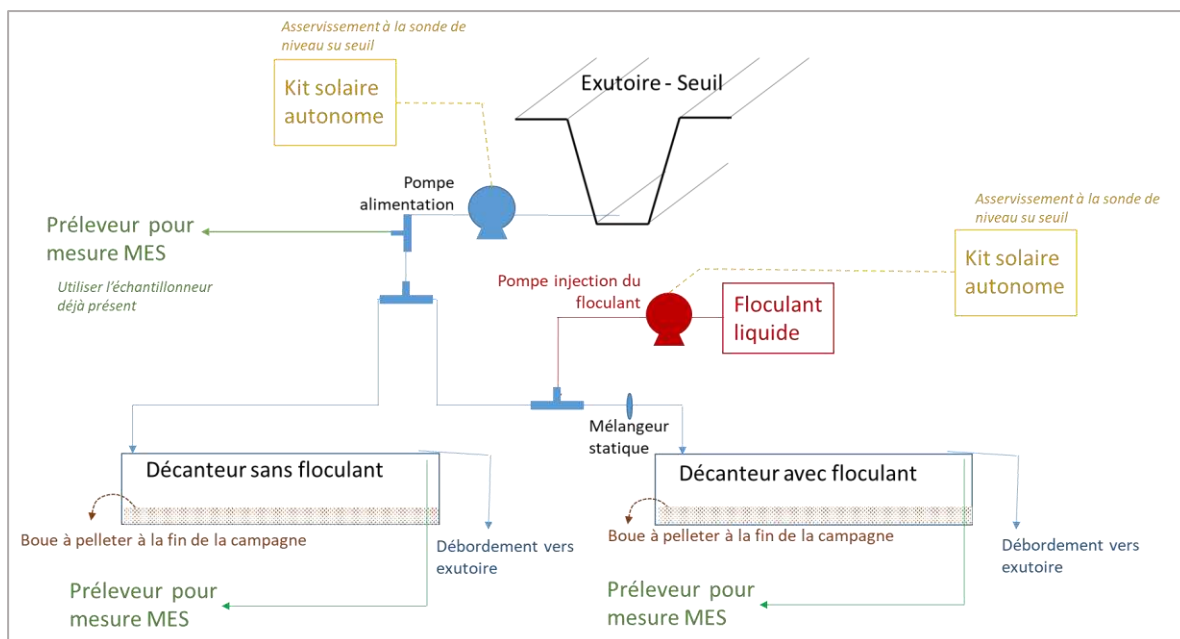 Asservissement à la sonde de
niveau su seuil
Kit solaire
autonome
Exutoire - Seuil
Pompe
alimentation
Asservissement à la sonde de
niveau su seuil
Kit solaire
autonome
Préleveur pour
mesure MES
Utiliser l'échantillonneur
déjà présent
Pompe injection du
floculant
Floculant
liquide
Mélangeur
statique
Décanteur sans floculant
Décanteur avec floculant
Boue à pelleter à la fin de la campagne
Débordement vers
exutoire
Boue à pelleter à la fin de la campagne
Débordement vers
exutoire
Préleveur pour
mesure MES
Préleveur pour
mesure MES